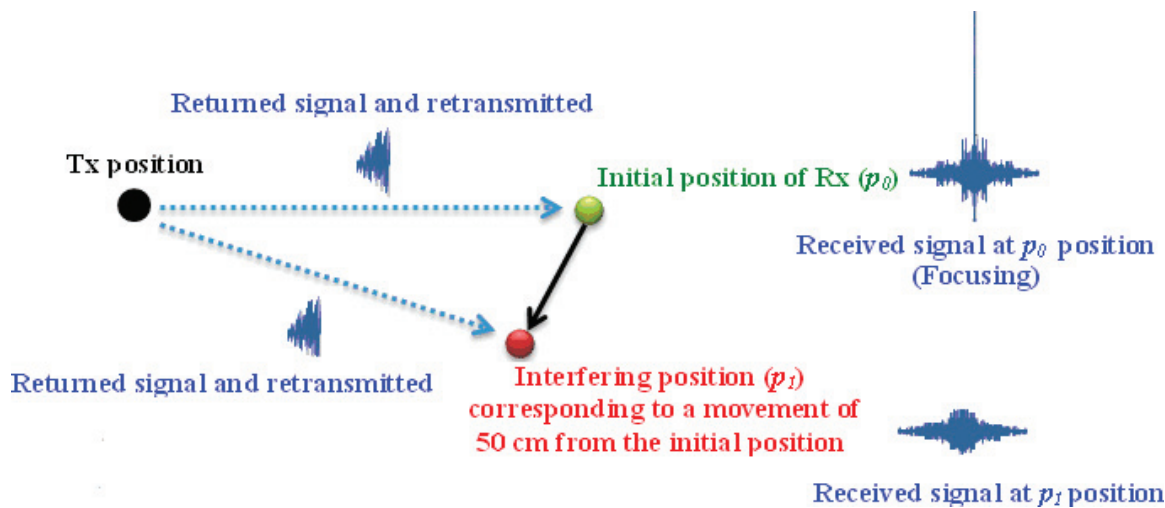 Returned signal and retransmitted
Tx position
Initial position of Rx (p0)
Received signal at p0 position
(Focusing)
Returned signal and retransmitted
Interfering position (p1)
corresponding to a movement of
50 cm from the initial position
Received signal at p1 position